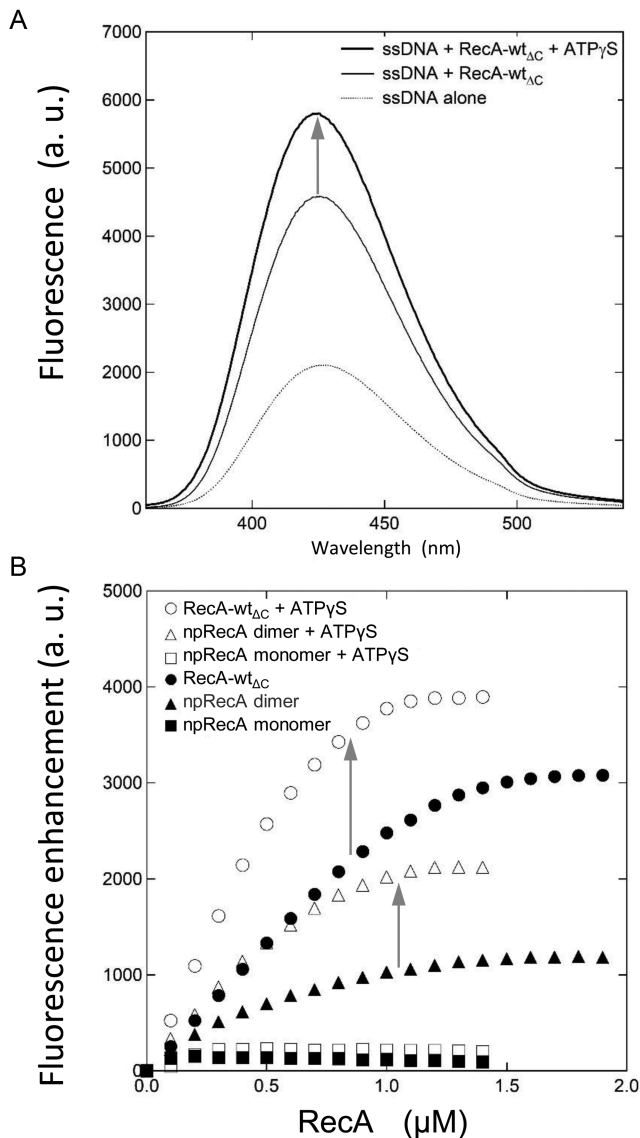 A
7000
6000
5000
4000
3000
2000
1000
0
Fluorescence (a. u.)
ssDNA + RecA-wtΔC + ATPγS
ssDNA + RecA-wtΔC
ssDNA alone
400 450 500
Wavelength (nm)
B
5000
4000
3000
2000
1000
0
Fluorescence enhancement (a. u.)
RecA-wtΔC + ATPγS
npRecA dimer + ATPγS
npRecA monomer + ATPγS
RecA-wtΔC
npRecA dimer
npRecA monomer
0.0 0.5 1.0 1.5 2.0
RecA (μM)